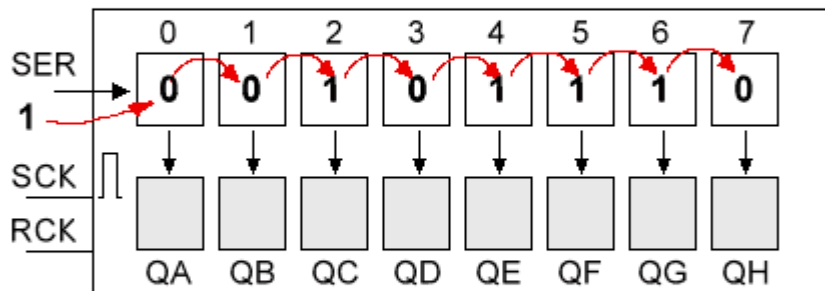 0 1 2 3 4 5 6 7
SER
0 0 1 0 1 1 1 0
1
SCK
RCK
QA QB QC QD QE QF QG QH